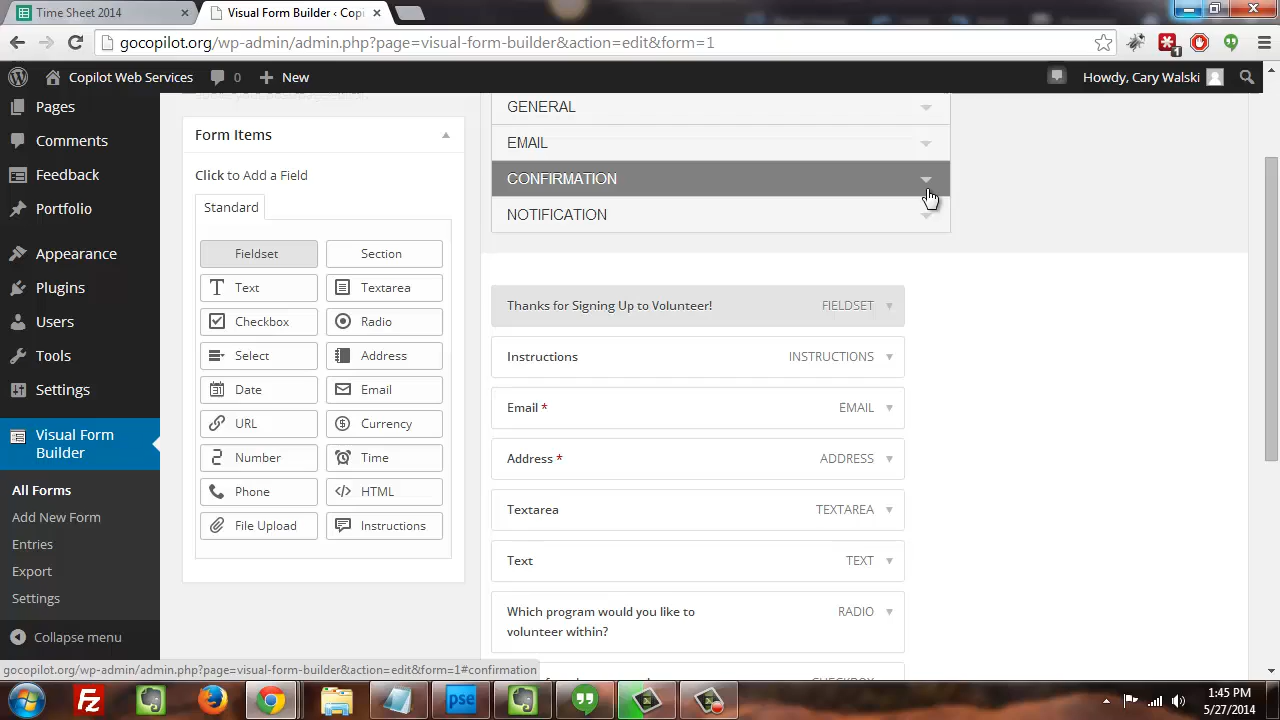 Time Sheet 2014
Visual Form Builder ‹ Copi
gocopilot.org/wp-admin/admin.php?page=visual-form-builder&action=edit&form=1
1
Copilot Web Services
0
New
Howdy, Cary Walski
Pages
Comments
Feedback
Portfolio
Appearance
Plugins
Users
Tools
Settings
Visual Form
Builder
All Forms
Add New Form
Entries
Export
Settings
Collapse menu
Form Items
Click to Add a Field
Standard
Fieldset
Section
Text
Textarea
Checkbox
Radio
Select
Address
Date
Email
URL
Currency
Number
Time
Phone
HTML
File Upload
Instructions
GENERAL
EMAIL
CONFIRMATION
NOTIFICATION
Thanks for Signing Up to Volunteer! FIELDSET
Instructions INSTRUCTIONS
Email * EMAIL
Address * ADDRESS
Textarea TEXTAREA
Text TEXT
Which program would you like to RADIO
volunteer within?
gocopilot.org/wp-admin/admin.php?page=visual-form-builder&action=edit&form=1#confirmation
Fz
pse
1:45 PM
5/27/2014